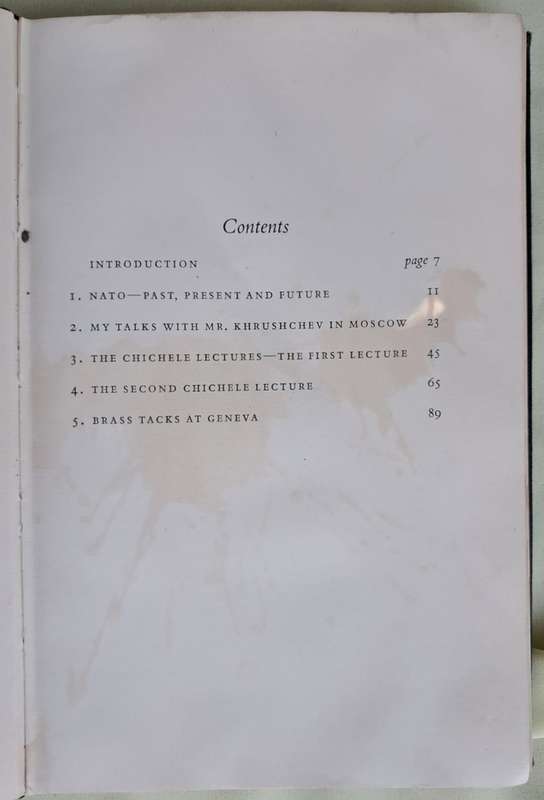 Contents
INTRODUCTION page 7
1. NATO—PAST, PRESENT AND FUTURE 11
2. MY TALKS WITH MR. KHRUSHCHEV IN MOSCOW 23
3. THE CHICHELE LECTURES—THE FIRST LECTURE 45
4. THE SECOND CHICHELE LECTURE 65
5. BRASS TACKS AT GENEVA 89